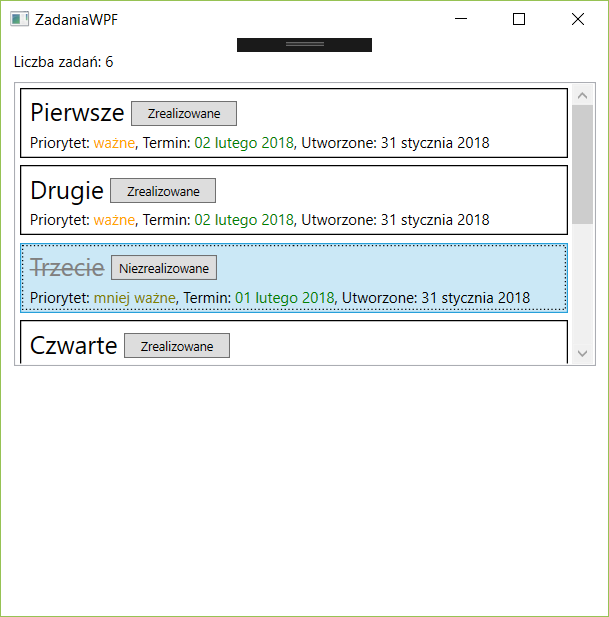 ZadaniaWPF
Liczba zadań: 6
Pierwsze Zrealizowane
Priorytet: ważne, Termin: 02 lutego 2018, Utworzone: 31 stycznia 2018
Drugie Zrealizowane
Priorytet: ważne, Termin: 02 lutego 2018, Utworzone: 31 stycznia 2018
Trzecie Niezrealizowane
Priorytet: mniej ważne, Termin: 01 lutego 2018, Utworzone: 31 stycznia 2018
Czwarte Zrealizowane